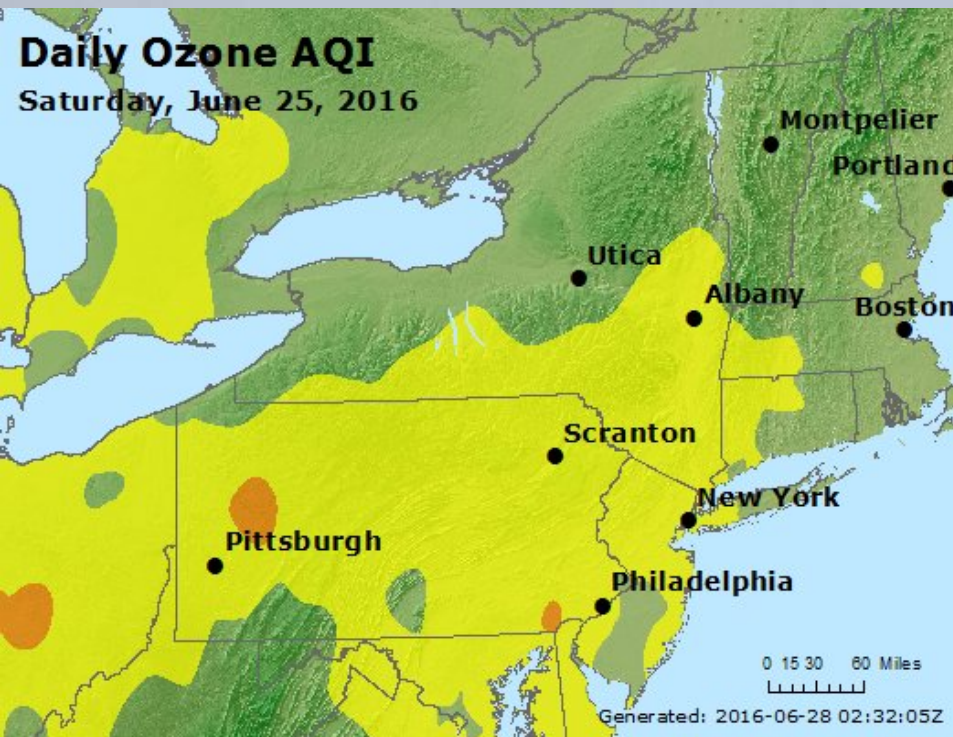 Daily Ozone AQI
Saturday, June 25, 2016
Montpelier
Portland
Utica
Albany
Boston
Scranton
New York
Pittsburgh
Philadelphia
0 15 30 60 Miles
Generated: 2016-06-28 02:32:05Z